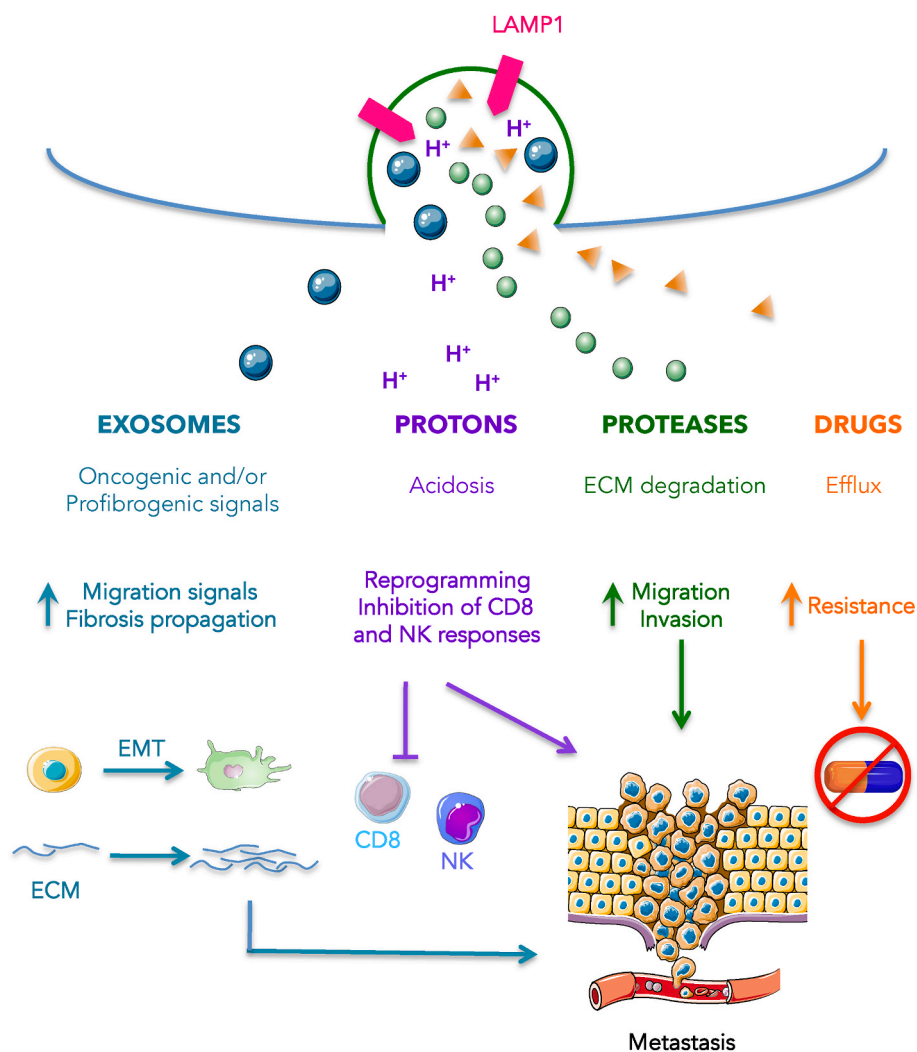 LAMP1
H⁺
H⁺
H⁺
H⁺
H⁺
H⁺
EXOSOMES
Oncogenic and/or
Profibrogenic signals
PROTONS
Acidosis
PROTEASES
ECM degradation
DRUGS
Efflux
Migration signals
Fibrosis propagation
Reprogramming
Inhibition of CD8
and NK responses
Migration
Invasion
Resistance
EMT
CD8
NK
ECM
Metastasis